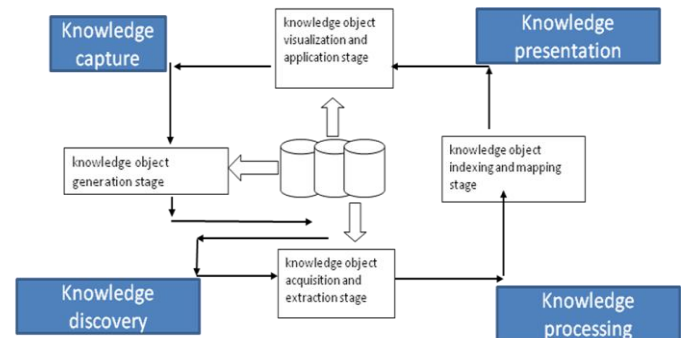 Knowledge
capture
knowledge object
visualization and
application stage
Knowledge
presentation
knowledge object
generation stage
knowledge object
indexing and mapping
stage
knowledge object
acquisition and
extraction stage
Knowledge
discovery
Knowledge
processing